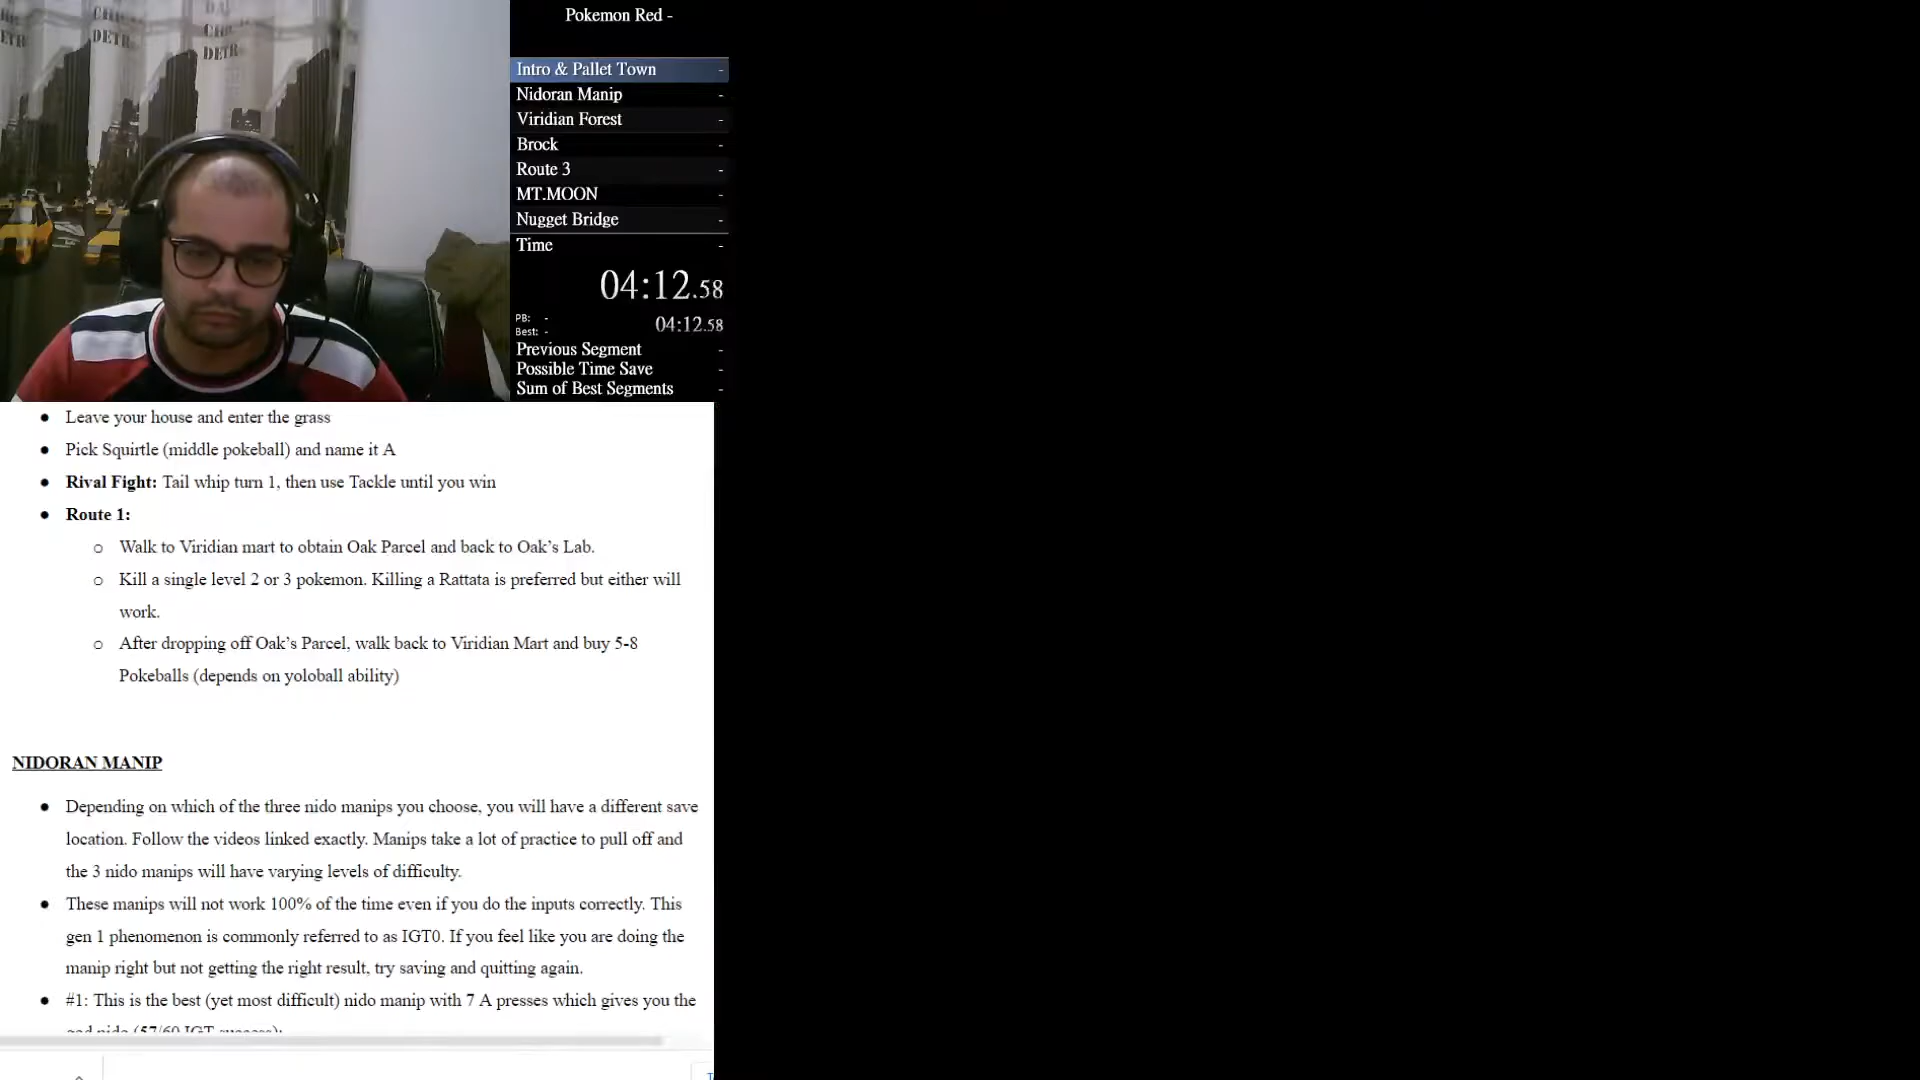 Pokemon Red -
Intro & Pallet Town -
Nidoran Manip -
Viridian Forest -
Brock -
Route 3 -
MT.MOON -
Nugget Bridge -
Time -
04:12.58
PB: -
Best: -
04:12.58
Previous Segment -
Possible Time Save -
Sum of Best Segments -
DETR
DETR
● Leave your house and enter the grass
● Pick Squirtle (middle pokeball) and name it A
● Rival Fight: Tail whip turn 1, then use Tackle until you win
● Route 1:
o Walk to Viridian mart to obtain Oak Parcel and back to Oak’s Lab.
o Kill a single level 2 or 3 pokemon. Killing a Rattata is preferred but either will
work.
o After dropping off Oak’s Parcel, walk back to Viridian Mart and buy 5-8
Pokeballs (depends on yoloball ability)
NIDORAN MANIP
● Depending on which of the three nido manips you choose, you will have a different save
location. Follow the videos linked exactly. Manips take a lot of practice to pull off and
the 3 nido manips will have varying levels of difficulty.
● These manips will not work 100% of the time even if you do the inputs correctly. This
gen 1 phenomenon is commonly referred to as IGT0. If you feel like you are doing the
manip right but not getting the right result, try saving and quitting again.
● #1: This is the best (yet most difficult) nido manip with 7 A presses which gives you the
god nido (57/60 IGT success):